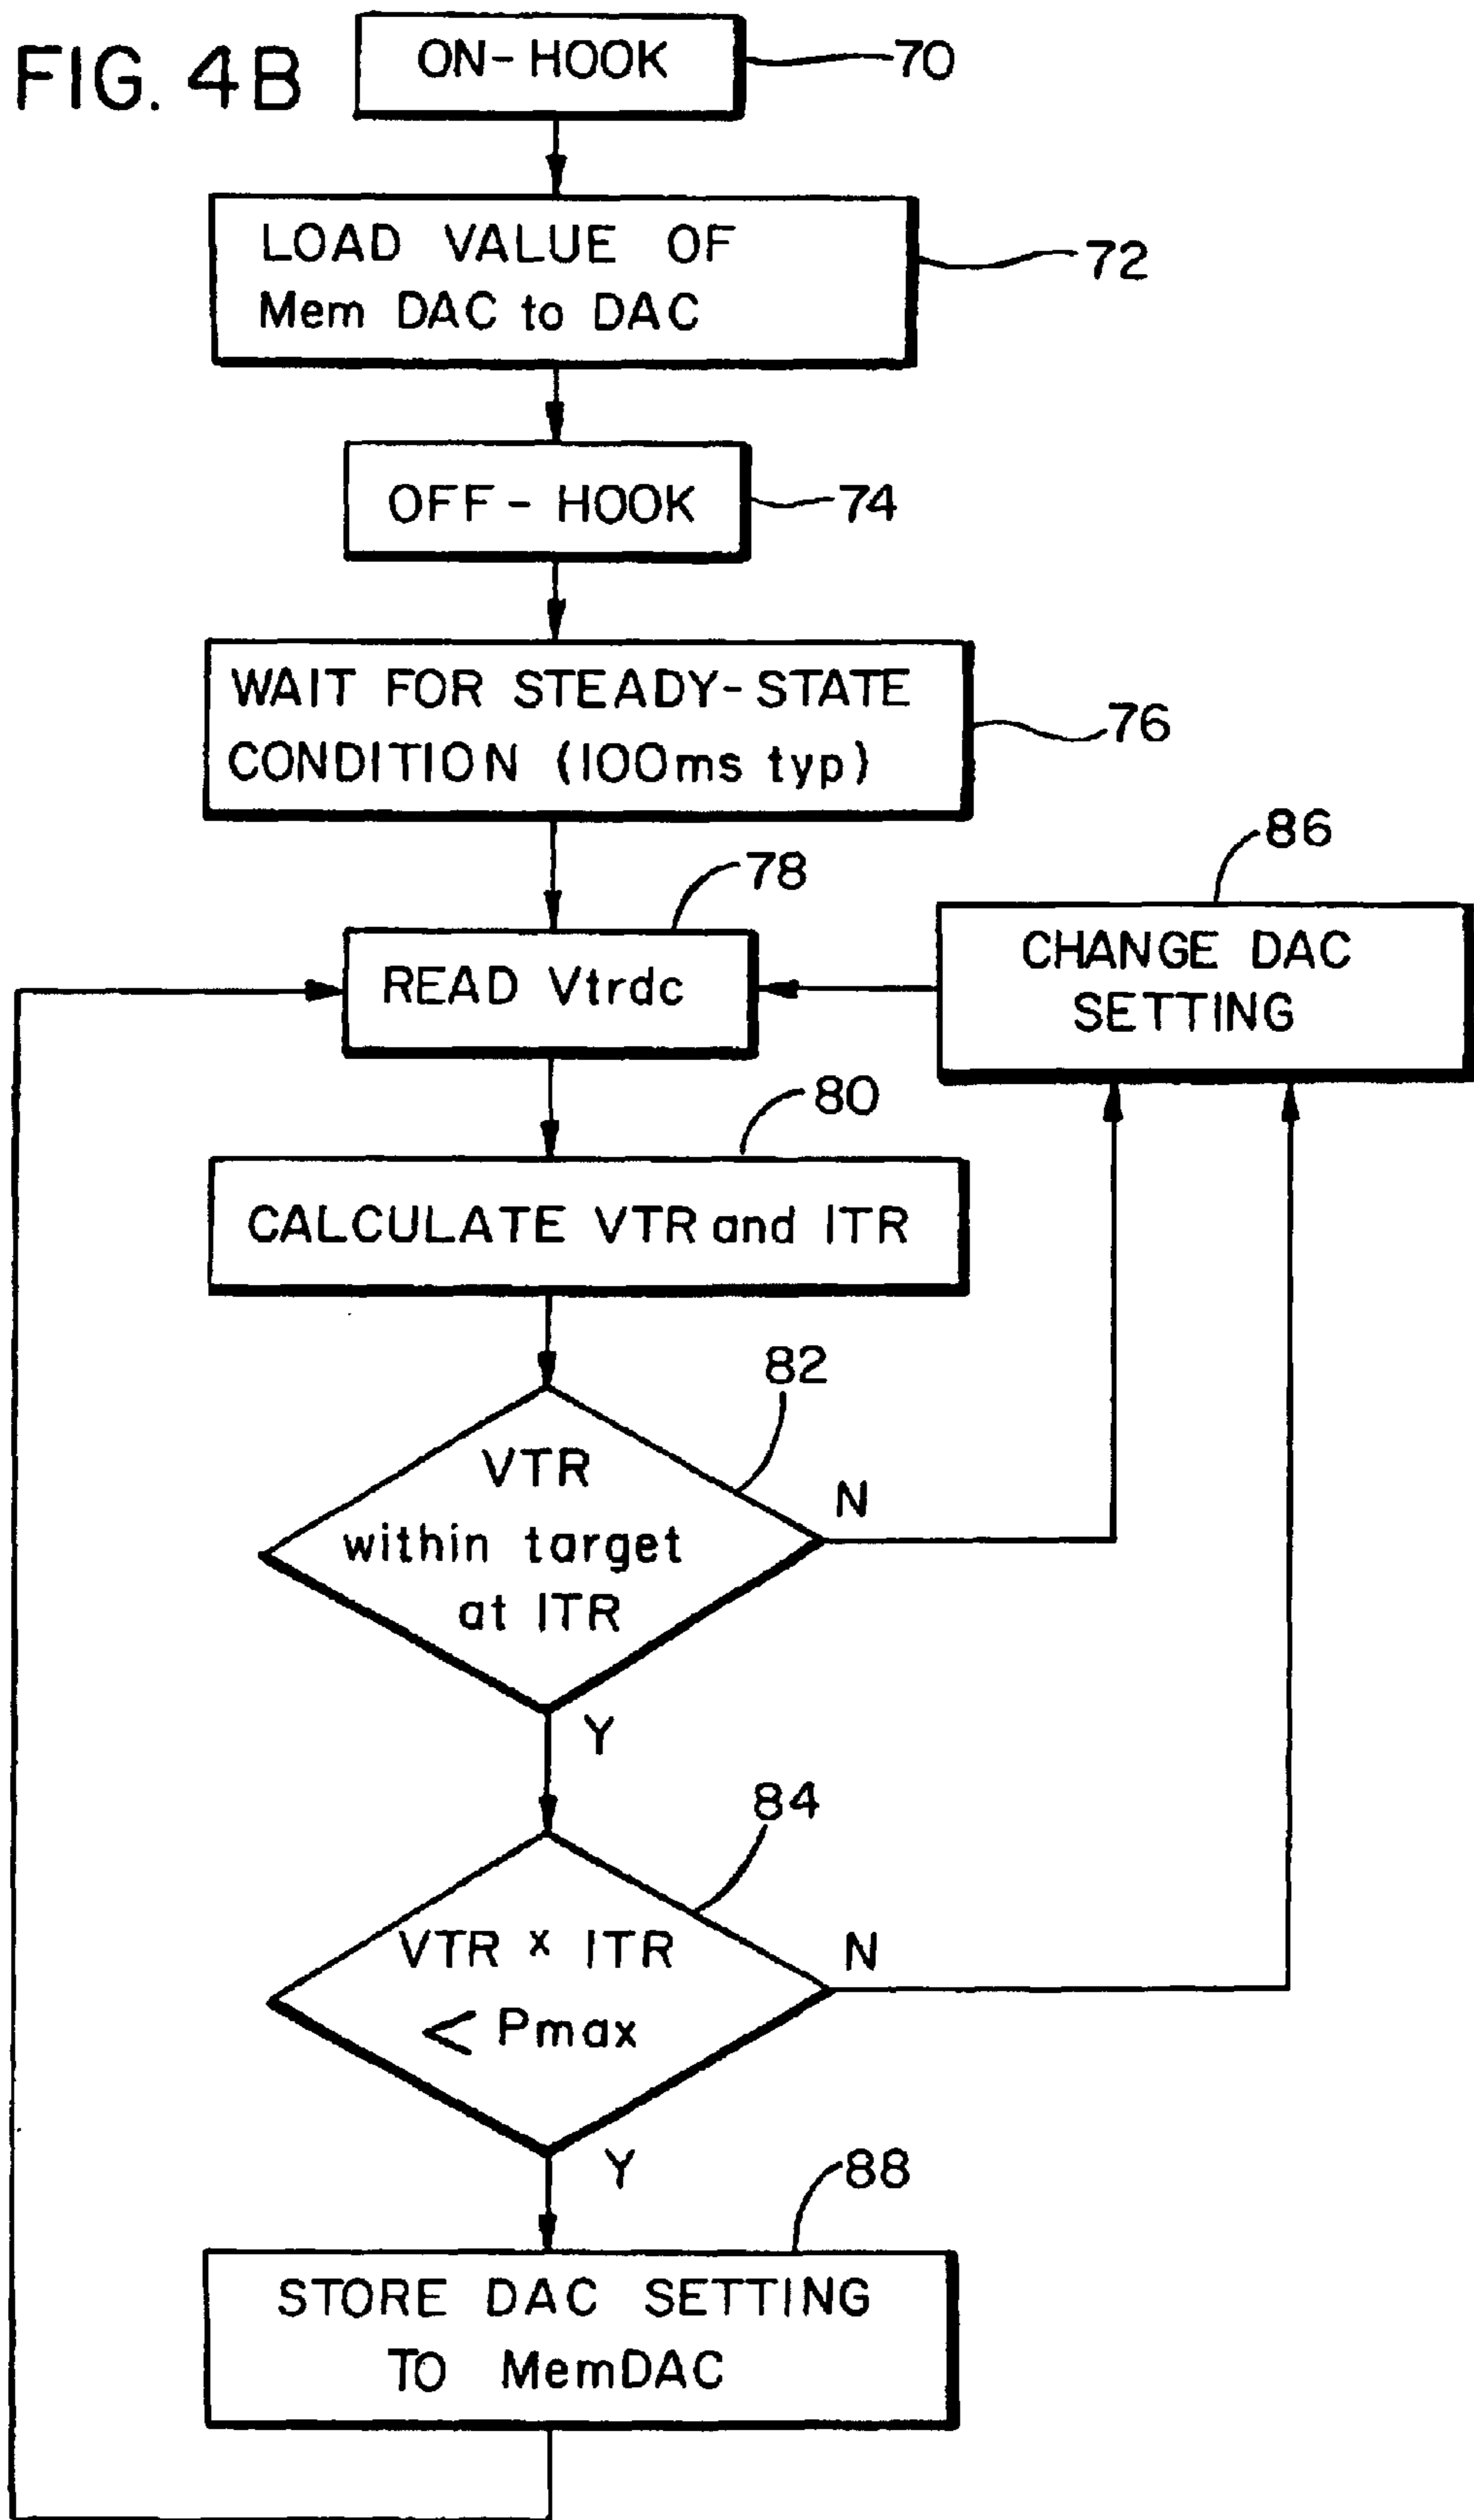 FIG. 4B
ON-HOOK
70
LOAD VALUE OF
Mem DAC to DAC
72
OFF-HOOK
74
WAIT FOR STEADY-STATE
CONDITION (100ms typ)
76
78
READ Vtrdc
86
CHANGE DAC
SETTING
80
CALCULATE VTR and ITR
82
VTR
within target
at ITR
N
Y
84
VTR x ITR
< Pmax
N
Y
88
STORE DAC SETTING
TO MemDAC